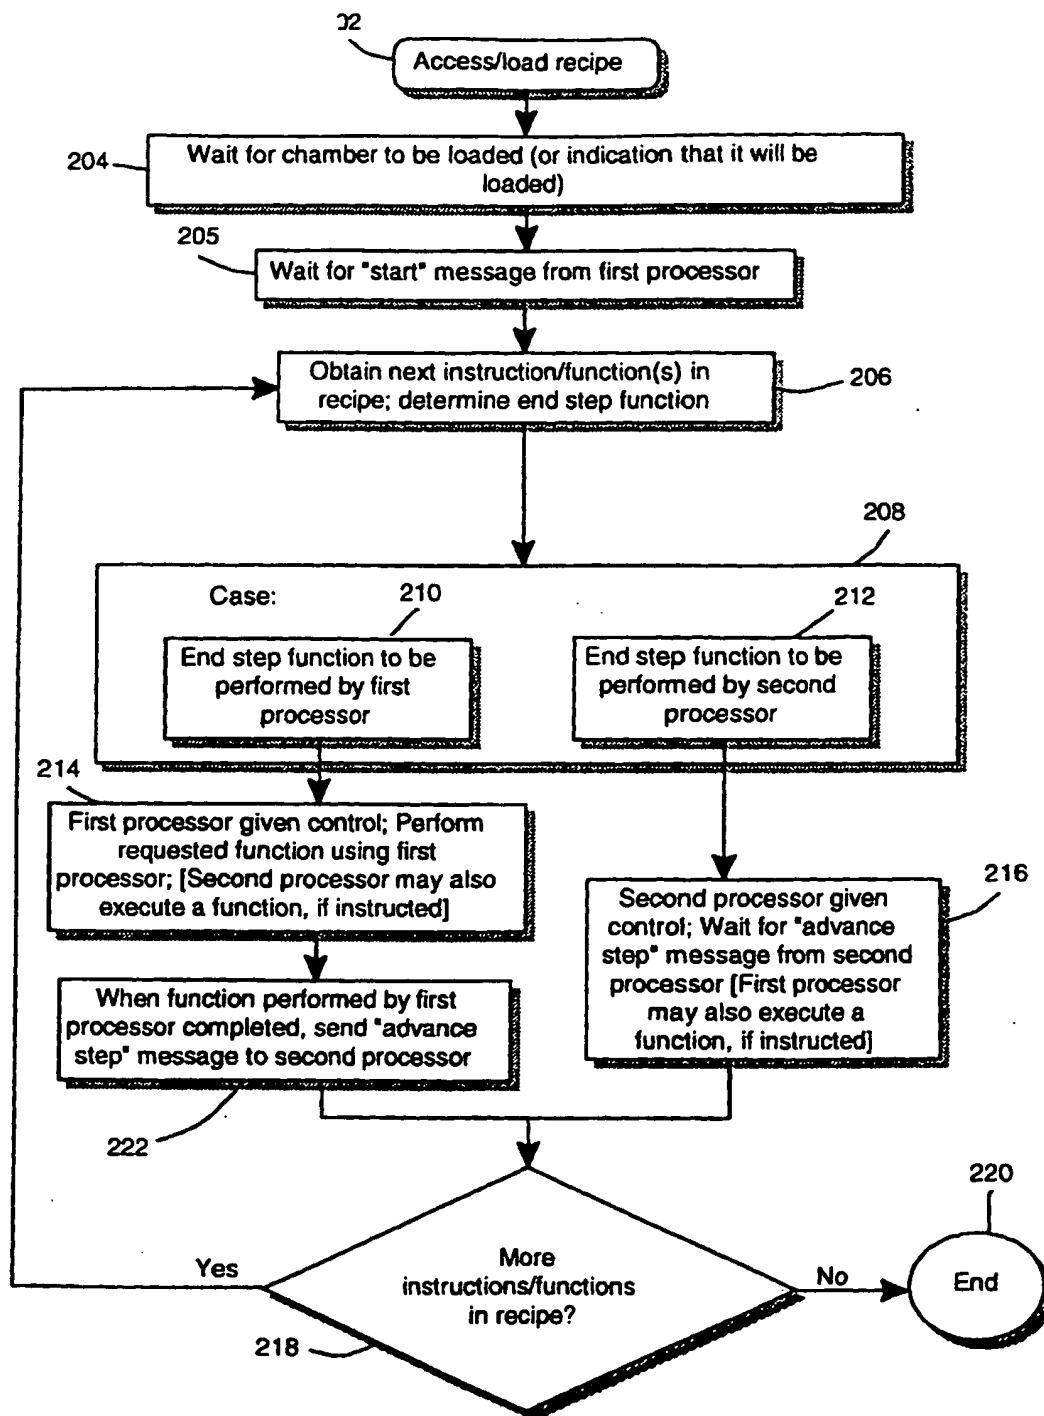 02
Access/load recipe
204
Wait for chamber to be loaded (or indication that it will be
loaded)
205
Wait for "start" message from first processor
Obtain next instruction/function(s) in
recipe; determine end step function
206
208
Case:
210
212
End step function to be
performed by first
processor
End step function to be
performed by second
processor
214
First processor given control; Perform
requested function using first
processor; [Second processor may also
execute a function, if instructed]
Second processor given
control; Wait for "advance
step" message from second
processor [First processor
may also execute a
function, if instructed]
216
When function performed by first
processor completed, send "advance
step" message to second processor
222
More
instructions/functions
in recipe?
Yes
No
218
220
End